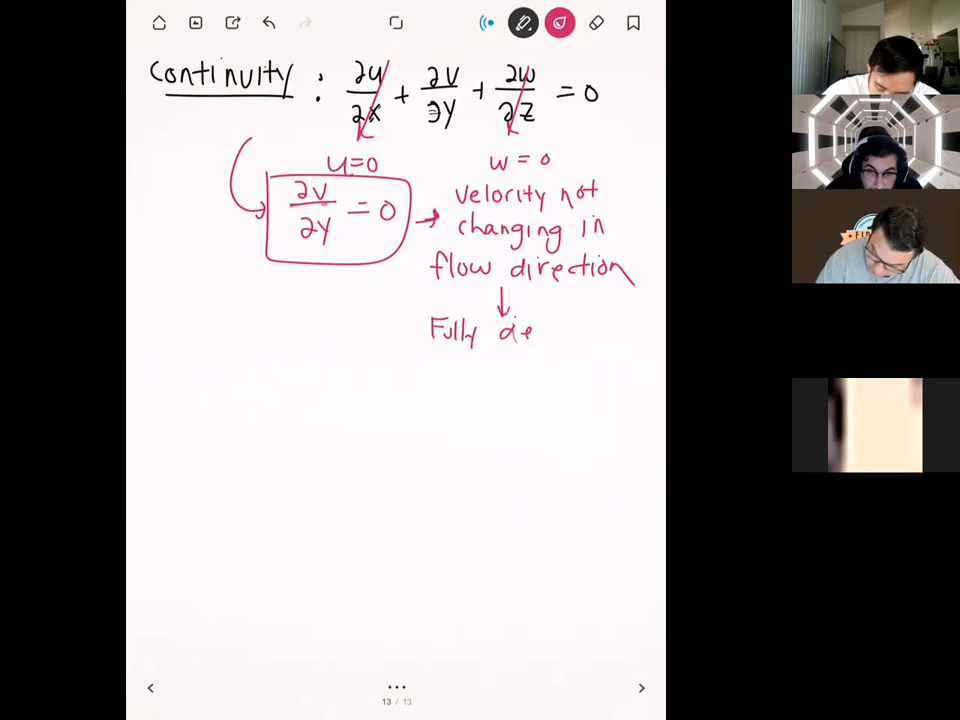 Continuity : ∂u/∂x + ∂v/∂y + ∂w/∂z = 0
u=0
w = 0
∂v/∂y = 0
velocity not
changing in
flow direction
Fully de
13 / 13